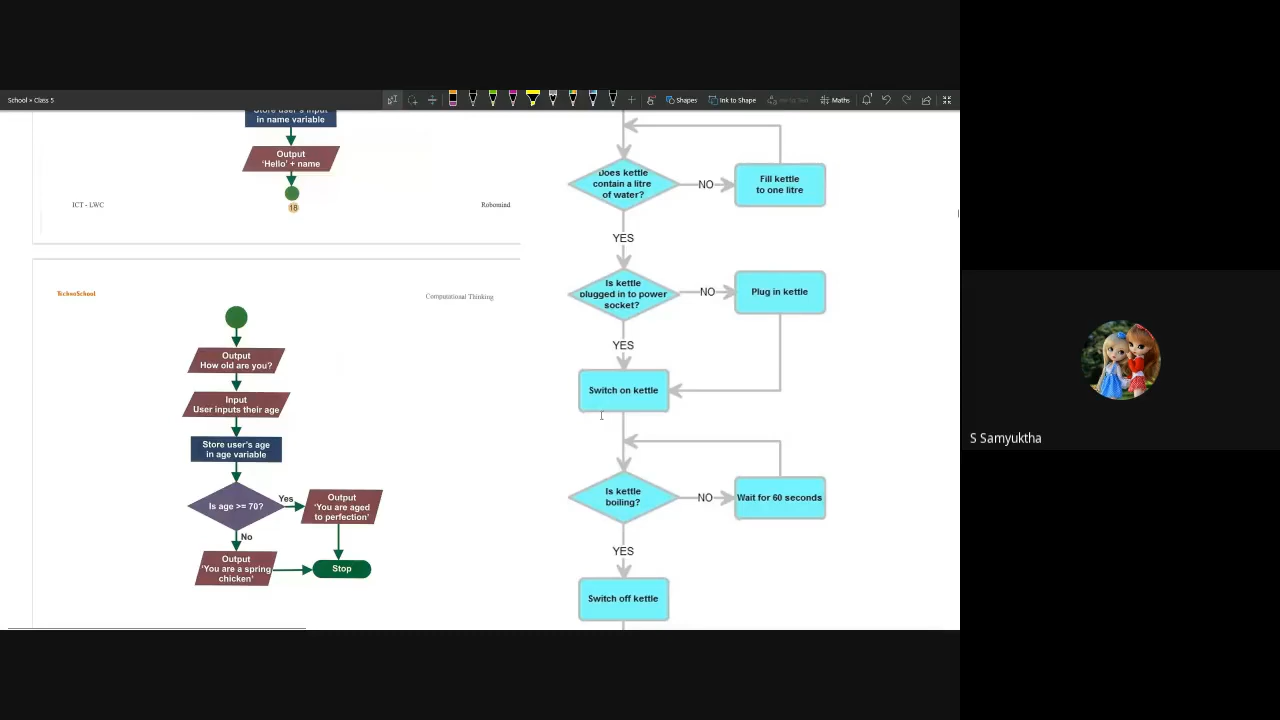 School > Class 5
Shapes
Ink to Shape
Maths
Store user's input
in name variable
Output
'Hello' + name
18
ICT - LWC
Robomind
TechnoSchool
Computational Thinking
Output
How old are you?
Input
User inputs their age
Store user's age
in age variable
Is age >= 70?
Yes
Output
'You are aged
to perfection'
No
Output
'You are a spring
chicken'
Stop
Does kettle
contain a litre
of water?
NO
Fill kettle
to one litre
YES
Is kettle
plugged in to power
socket?
NO
Plug in kettle
YES
Switch on kettle
Is kettle
boiling?
NO
Wait for 60 seconds
YES
Switch off kettle
S Samyuktha